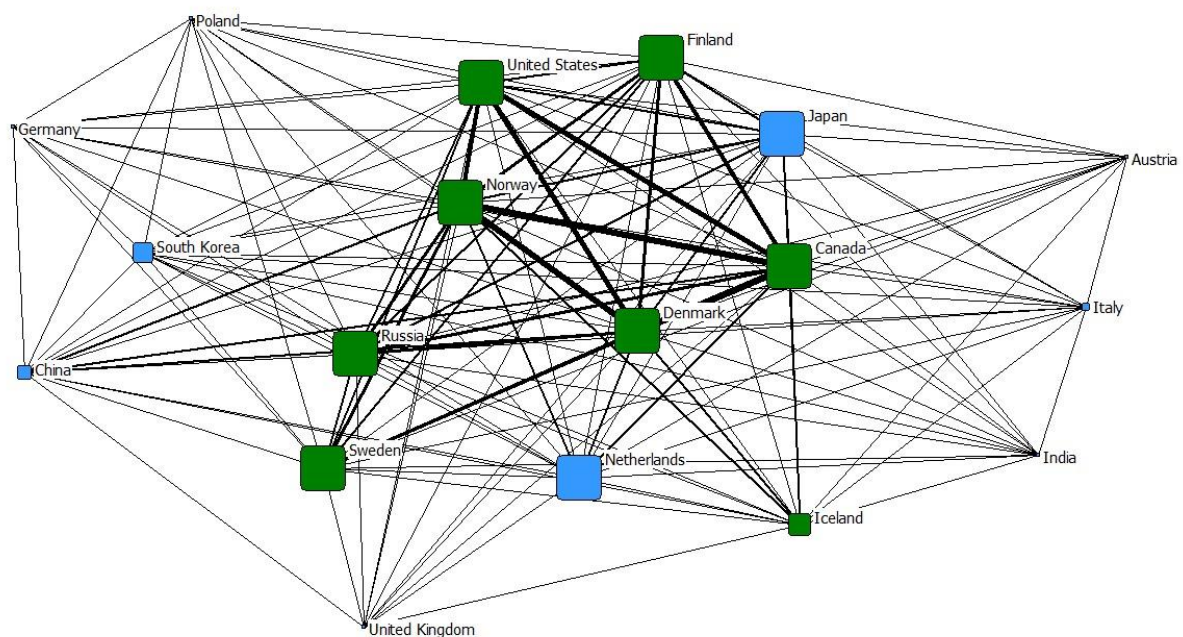 Poland
Finland
United States
Japan
Germany
Austria
Norway
South Korea
Canada
Italy
Denmark
Russia
China
Sweden
Netherlands
India
Iceland
United Kingdom